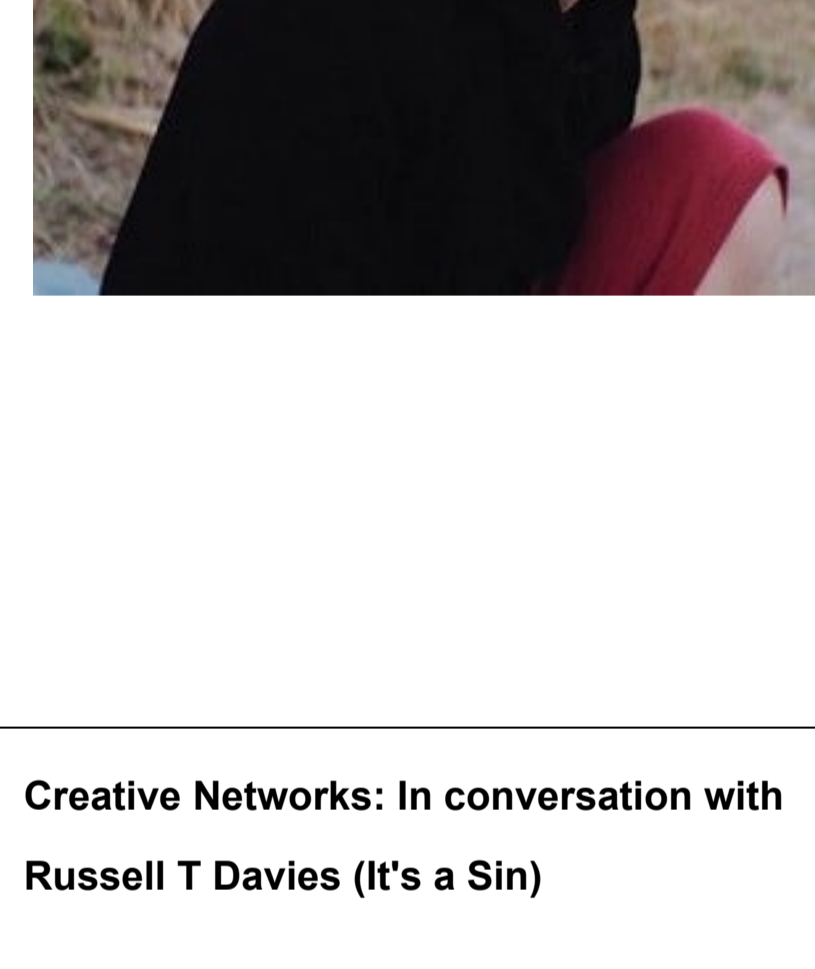 Creative Networks: In conversation with
Russell T Davies (It's a Sin)